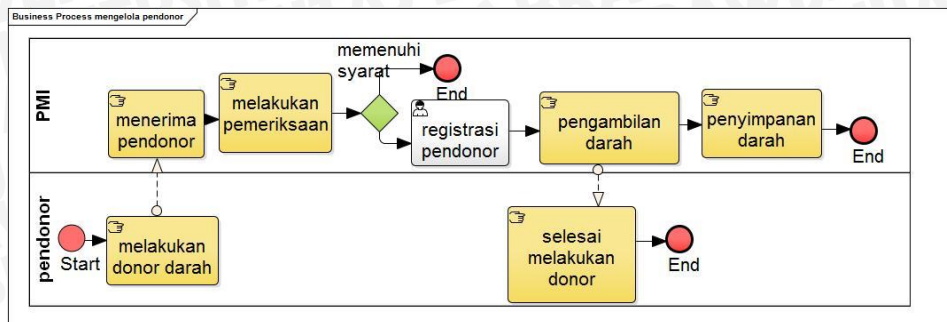 Business Process mengelola pendonor
PMI
menerima
pendonor
melakukan
pemeriksaan
memenuhi
syarat
End
registrasi
pendonor
pengambilan
darah
penyimpanan
darah
End
pendonor
Start
melakukan
donor darah
selesai
melakukan
donor
End